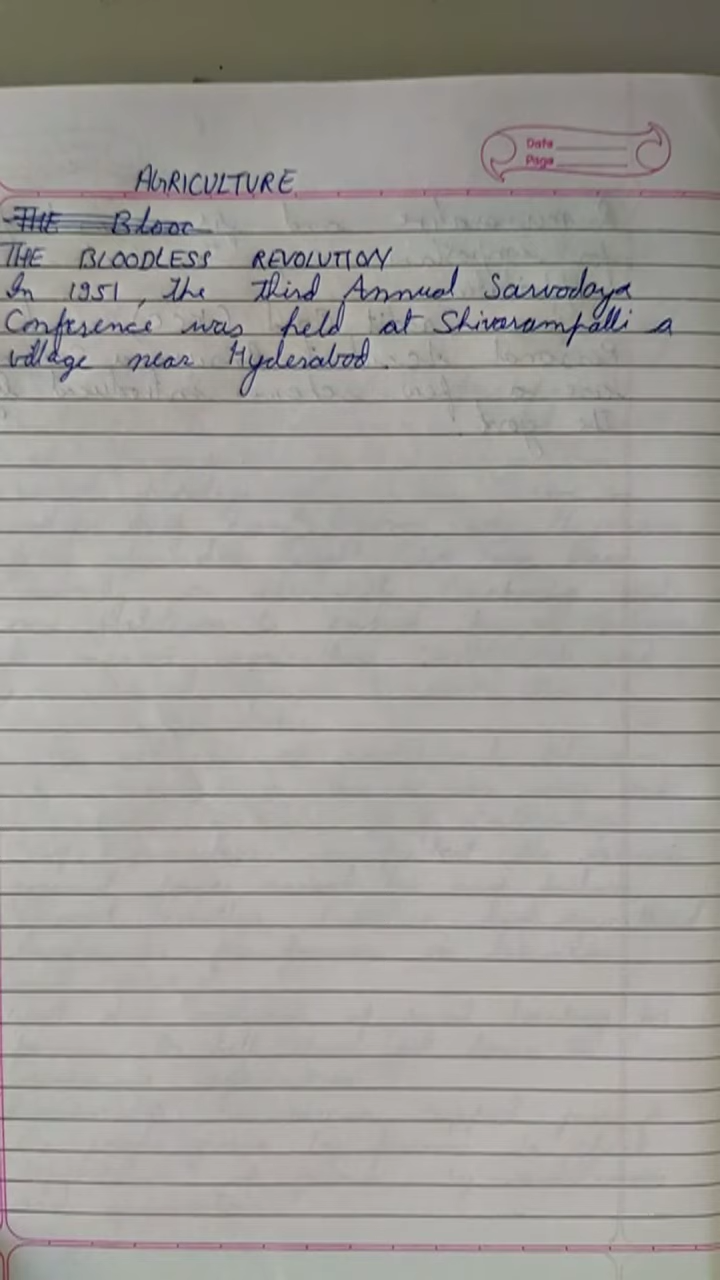 Date
Page
AGRICULTURE
THE Blooc
THE BLOODLESS REVOLUTION
In 1951, the third Annual Sarvodaya
Conference was held at Shivarampalli a
village near Hyderabad.